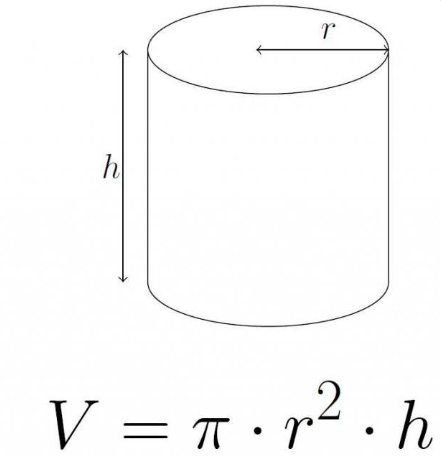 r
h
V = π · r² · h